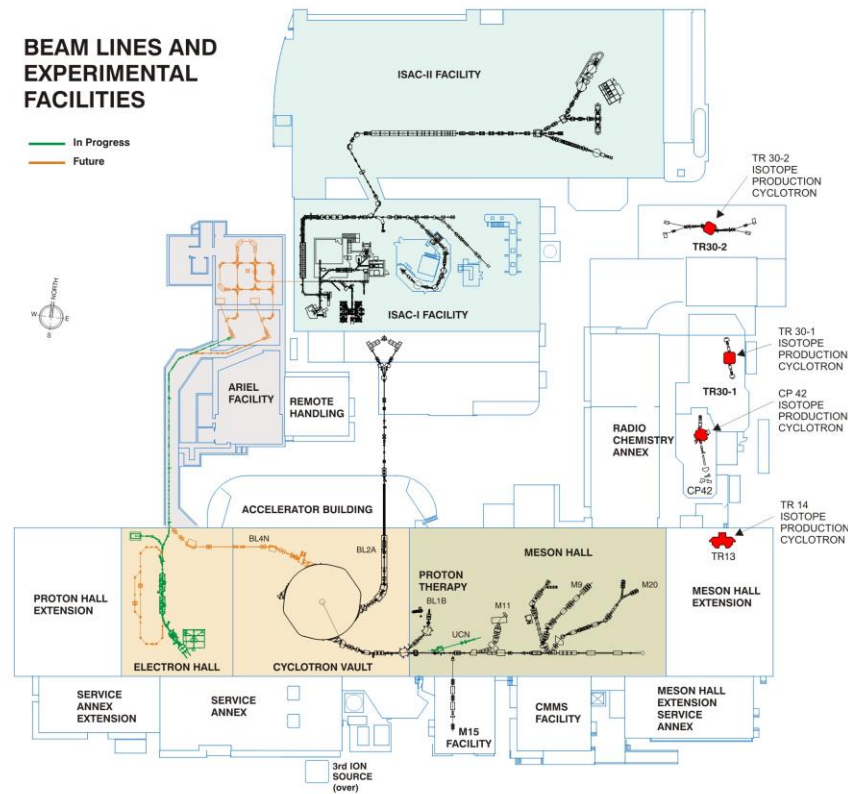 BEAM LINES AND
EXPERIMENTAL
FACILITIES
In Progress
Future
ISAC-II FACILITY
TR 30-2
ISOTOPE
PRODUCTION
CYCLOTRON
TR30-2
NORTH
W
E
S
ISAC-I FACILITY
TR 30-1
ISOTOPE
PRODUCTION
CYCLOTRON
TR30-1
ARIEL
FACILITY
REMOTE
HANDLING
CP 42
ISOTOPE
PRODUCTION
CYCLOTRON
RADIO
CHEMISTRY
ANNEX
CP42
ACCELERATOR BUILDING
TR 14
ISOTOPE
PRODUCTION
CYCLOTRON
TR13
BL4N
BL2A
MESON HALL
PROTON
THERAPY
BL1B
M9
M20
M11
UCN
PROTON HALL
EXTENSION
MESON HALL
EXTENSION
ELECTRON HALL
CYCLOTRON VAULT
SERVICE
ANNEX
EXTENSION
SERVICE
ANNEX
M15
FACILITY
CMMS
FACILITY
MESON HALL
EXTENSION
SERVICE
ANNEX
3rd ION
SOURCE
(over)